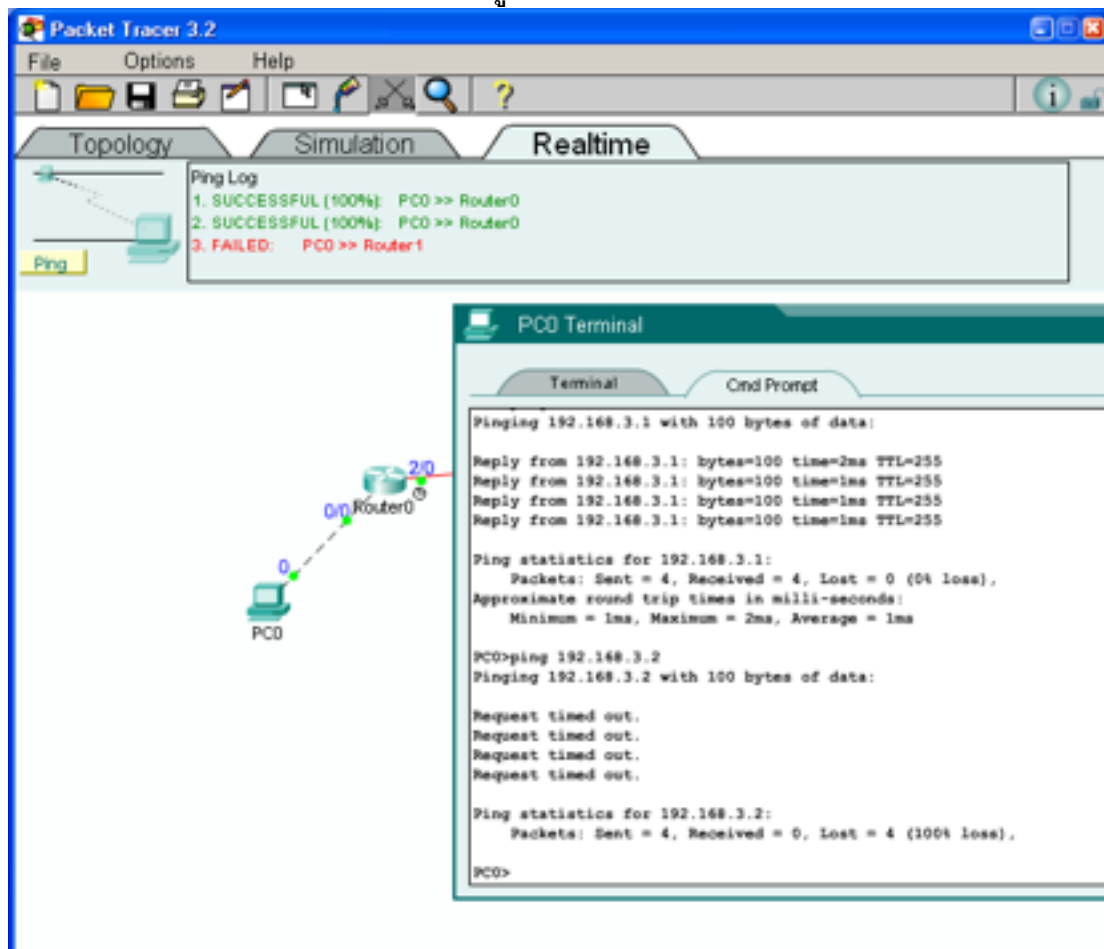 Packet Tracer 3.2
File Options Help
Topology Simulation Realtime
Ping Log
1. SUCCESSFUL (100%): PC0 >> Router0
2. SUCCESSFUL (100%): PC0 >> Router0
3. FAILED: PC0 >> Router1
Ping
PC0 Terminal
Terminal Cmd Prompt
Pinging 192.168.3.1 with 100 bytes of data:
Reply from 192.168.3.1: bytes=100 time=2ms TTL=255
Reply from 192.168.3.1: bytes=100 time=1ms TTL=255
Reply from 192.168.3.1: bytes=100 time=1ms TTL=255
Reply from 192.168.3.1: bytes=100 time=1ms TTL=255
Ping statistics for 192.168.3.1:
Packets: Sent = 4, Received = 4, Lost = 0 (0% loss),
Approximate round trip times in milli-seconds:
Minimum = 1ms, Maximum = 2ms, Average = 1ms
PC0>ping 192.168.3.2
Pinging 192.168.3.2 with 100 bytes of data:
Request timed out.
Request timed out.
Request timed out.
Request timed out.
Ping statistics for 192.168.3.2:
Packets: Sent = 4, Received = 0, Lost = 4 (100% loss),
PC0>
2/0
Router0
0/0
0
PC0